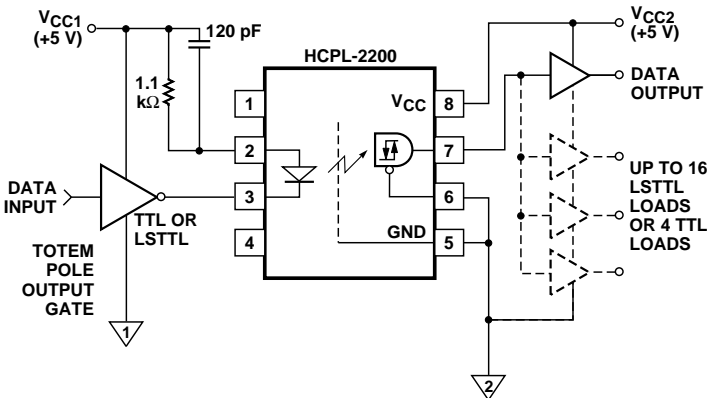 VCC1
(+5 V)
120 pF
HCPL-2200
VCC2
(+5 V)
1.1
kΩ
1
VCC
8
DATA
OUTPUT
2
7
DATA
INPUT
3
6
TTL OR
LSTTL
UP TO 16
LSTTL
LOADS
OR 4 TTL
LOADS
4
GND
5
TOTEM
POLE
OUTPUT
GATE
1
2